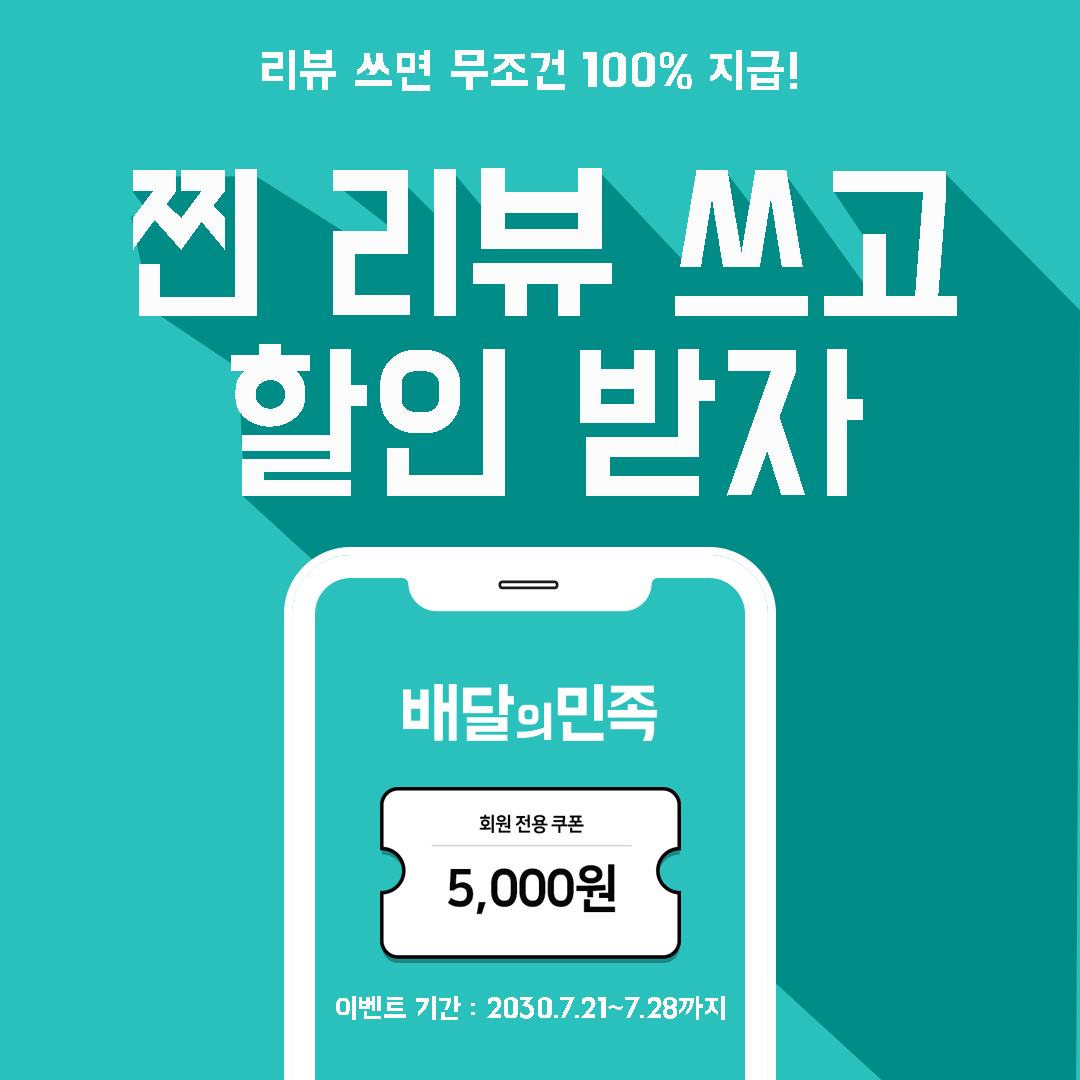 리뷰 쓰면 무조건 100% 지급!
찐 리뷰 쓰고
할인 받자
배달의민족
회원 전용 쿠폰
5,000원
이벤트 기간 : 2030.7.21~7.28까지